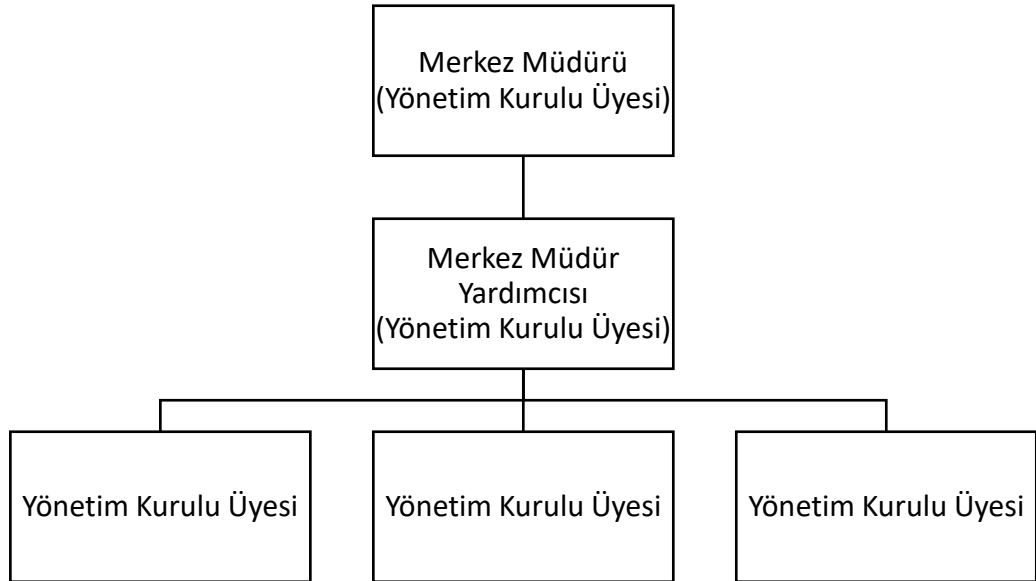 Merkez Müdürü
(Yönetim Kurulu Üyesi)
Merkez Müdür
Yardımcısı
(Yönetim Kurulu Üyesi)
Yönetim Kurulu Üyesi
Yönetim Kurulu Üyesi
Yönetim Kurulu Üyesi